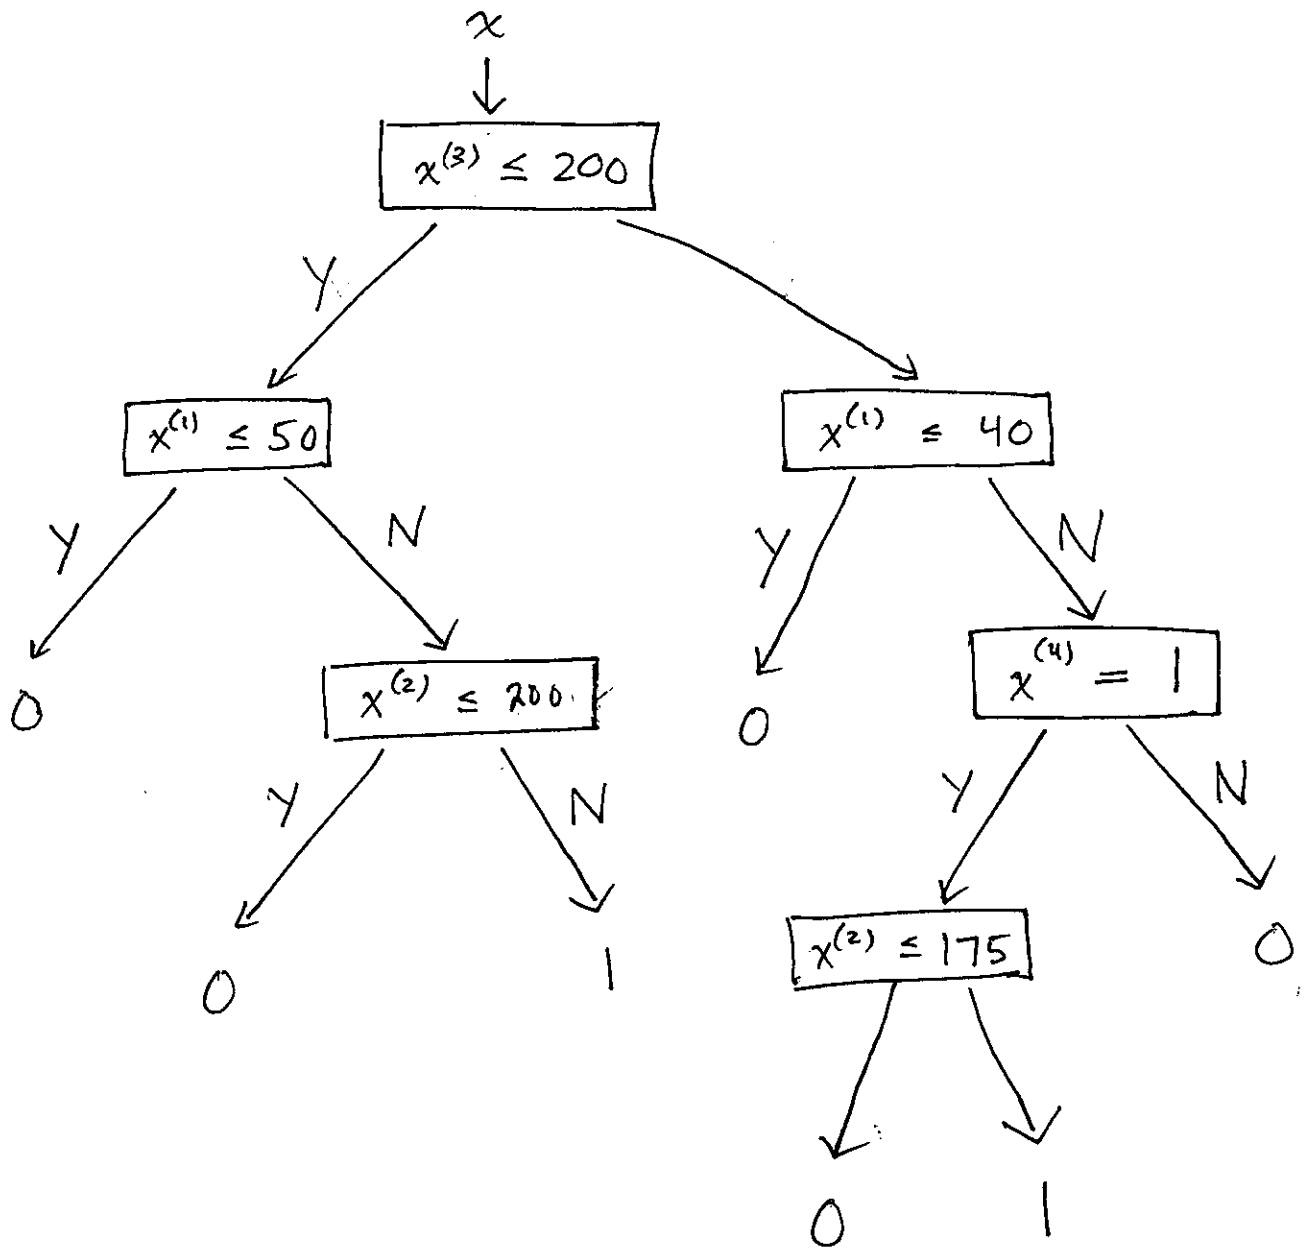 x
x^(3) ≤ 200
Y
x^(1) ≤ 50
x^(1) ≤ 40
Y
N
Y
N
0
x^(2) ≤ 200
0
x^(4) = 1
Y
N
Y
N
0
1
x^(2) ≤ 175
0
0
1